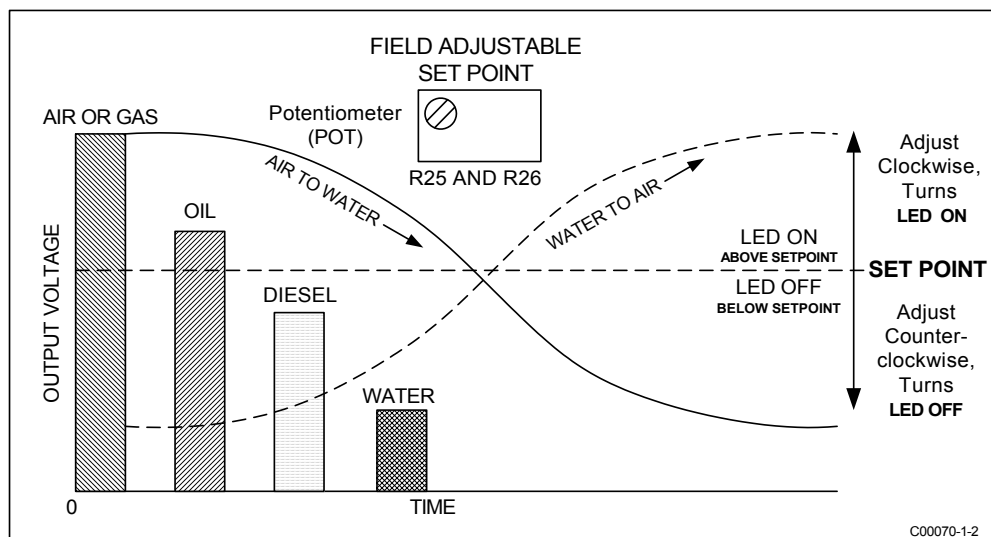 FIELD ADJUSTABLE
SET POINT
Potentiometer
(POT)
R25 AND R26
AIR OR GAS
OIL
DIESEL
WATER
AIR TO WATER
WATER TO AIR
OUTPUT VOLTAGE
0
TIME
LED ON
ABOVE SETPOINT
LED OFF
BELOW SETPOINT
Adjust
Clockwise,
Turns
LED ON
SET POINT
Adjust
Counter-
clockwise,
Turns
LED OFF
C00070-1-2